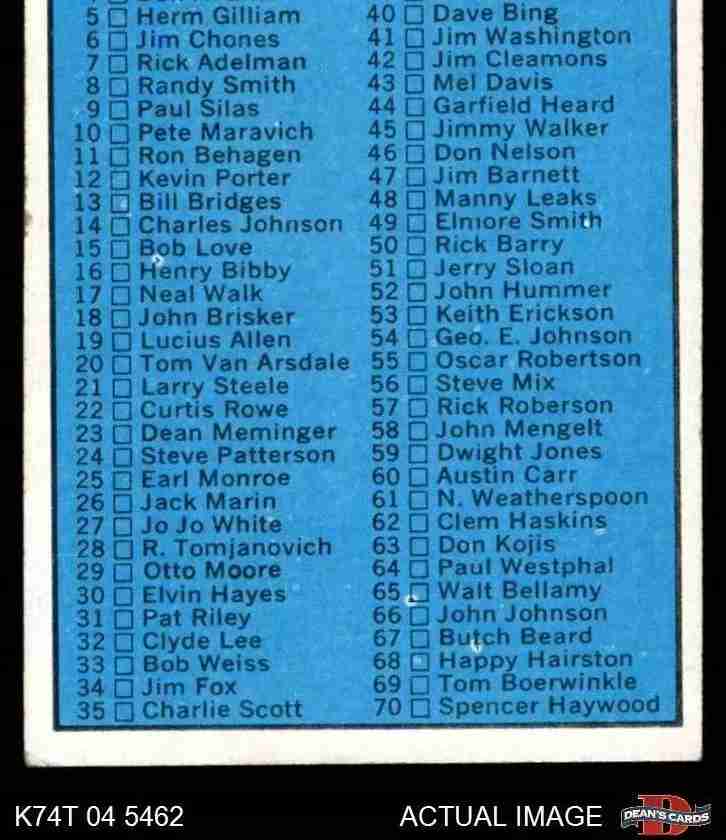 5 Herm Gilliam
6 Jim Chones
7 Rick Adelman
8 Randy Smith
9 Paul Silas
10 Pete Maravich
11 Ron Behagen
12 Kevin Porter
13 Bill Bridges
14 Charles Johnson
15 Bob Love
16 Henry Bibby
17 Neal Walk
18 John Brisker
19 Lucius Allen
20 Tom Van Arsdale
21 Larry Steele
22 Curtis Rowe
23 Dean Meminger
24 Steve Patterson
25 Earl Monroe
26 Jack Marin
27 Jo Jo White
28 R. Tomjanovich
29 Otto Moore
30 Elvin Hayes
31 Pat Riley
32 Clyde Lee
33 Bob Weiss
34 Jim Fox
35 Charlie Scott
40 Dave Bing
41 Jim Washington
42 Jim Cleamons
43 Mel Davis
44 Garfield Heard
45 Jimmy Walker
46 Don Nelson
47 Jim Barnett
48 Manny Leaks
49 Elmore Smith
50 Rick Barry
51 Jerry Sloan
52 John Hummer
53 Keith Erickson
54 Geo. E. Johnson
55 Oscar Robertson
56 Steve Mix
57 Rick Roberson
58 John Mengelt
59 Dwight Jones
60 Austin Carr
61 N. Weatherspoon
62 Clem Haskins
63 Don Kojis
64 Paul Westphal
65 Walt Bellamy
66 John Johnson
67 Butch Beard
68 Happy Hairston
69 Tom Boerwinkle
70 Spencer Haywood
K74T 04 5462
ACTUAL IMAGE
DEAN'S CARDS